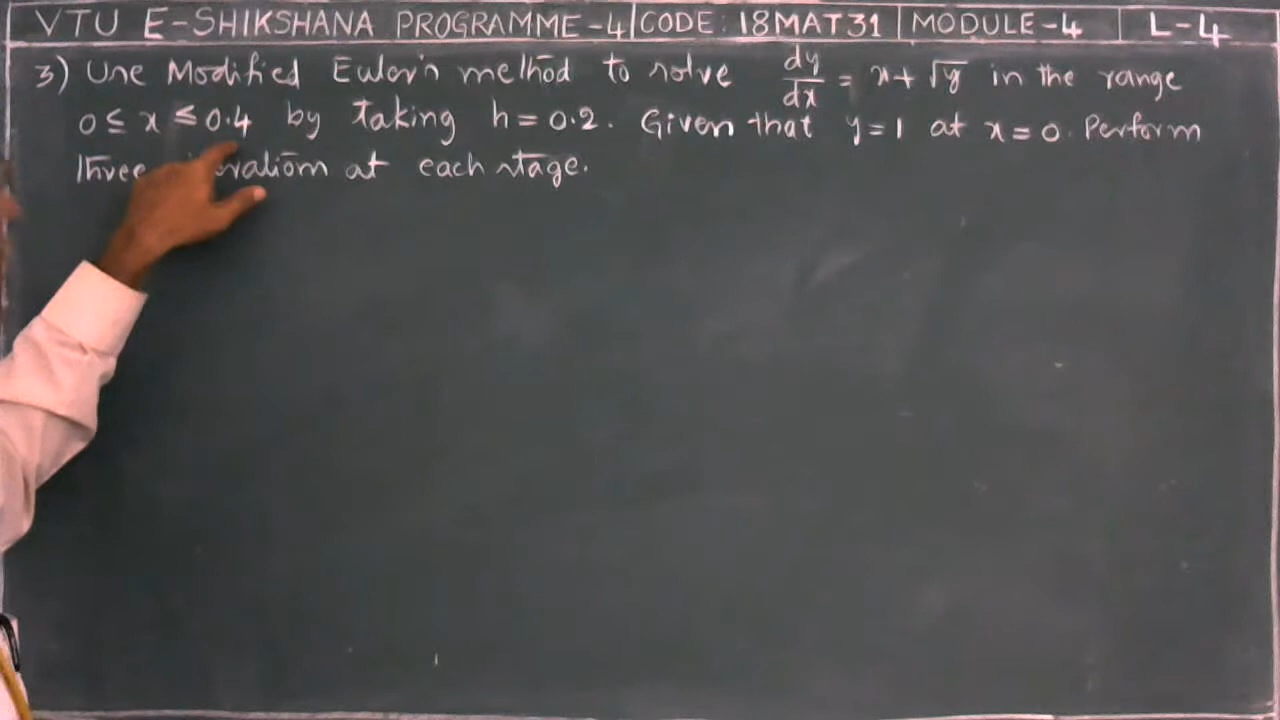 VTU E-SHIKSHANA PROGRAMME-4 CODE: 18MAT31 MODULE-4 L-4
3) Use Modified Euler's method to solve dy/dx = x+√y in the range
0≤ x ≤0.4 by taking h=0.2. Given that y=1 at x=0. Perform
three at each stage.